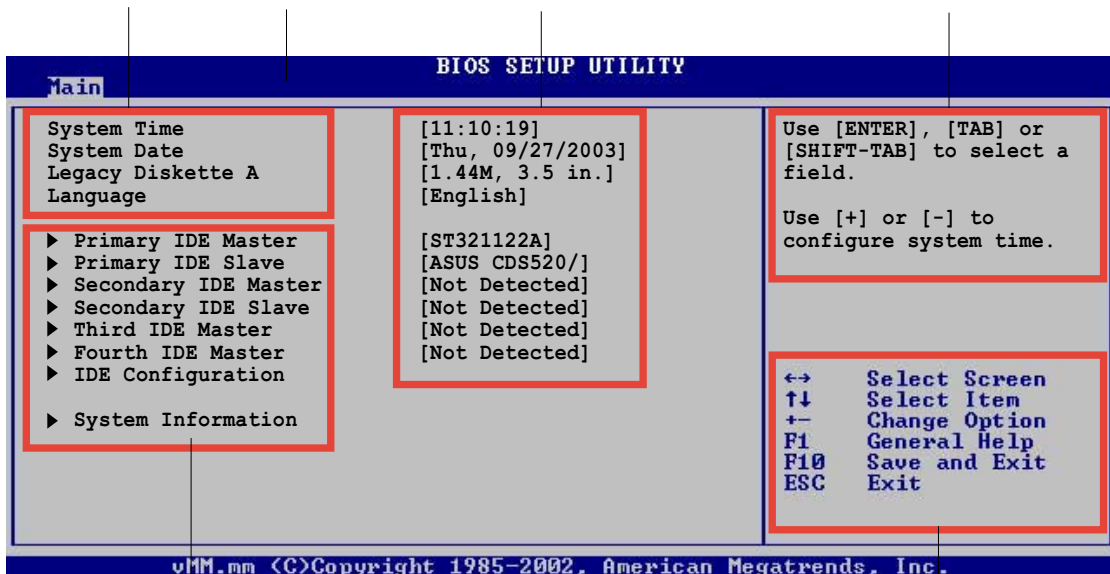 BIOS SETUP UTILITY
Main
System Time [11:10:19]
System Date [Thu, 09/27/2003]
Legacy Diskette A [1.44M, 3.5 in.]
Language [English]
▶ Primary IDE Master [ST321122A]
▶ Primary IDE Slave [ASUS CDS520/]
▶ Secondary IDE Master [Not Detected]
▶ Secondary IDE Slave [Not Detected]
▶ Third IDE Master [Not Detected]
▶ Fourth IDE Master [Not Detected]
▶ IDE Configuration
▶ System Information
Use [ENTER], [TAB] or
[SHIFT-TAB] to select a
field.
Use [+] or [-] to
configure system time.
←→ Select Screen
↑↓ Select Item
+- Change Option
F1 General Help
F10 Save and Exit
ESC Exit
vMM.mm (C)Copyright 1985-2002, American Megatrends, Inc.